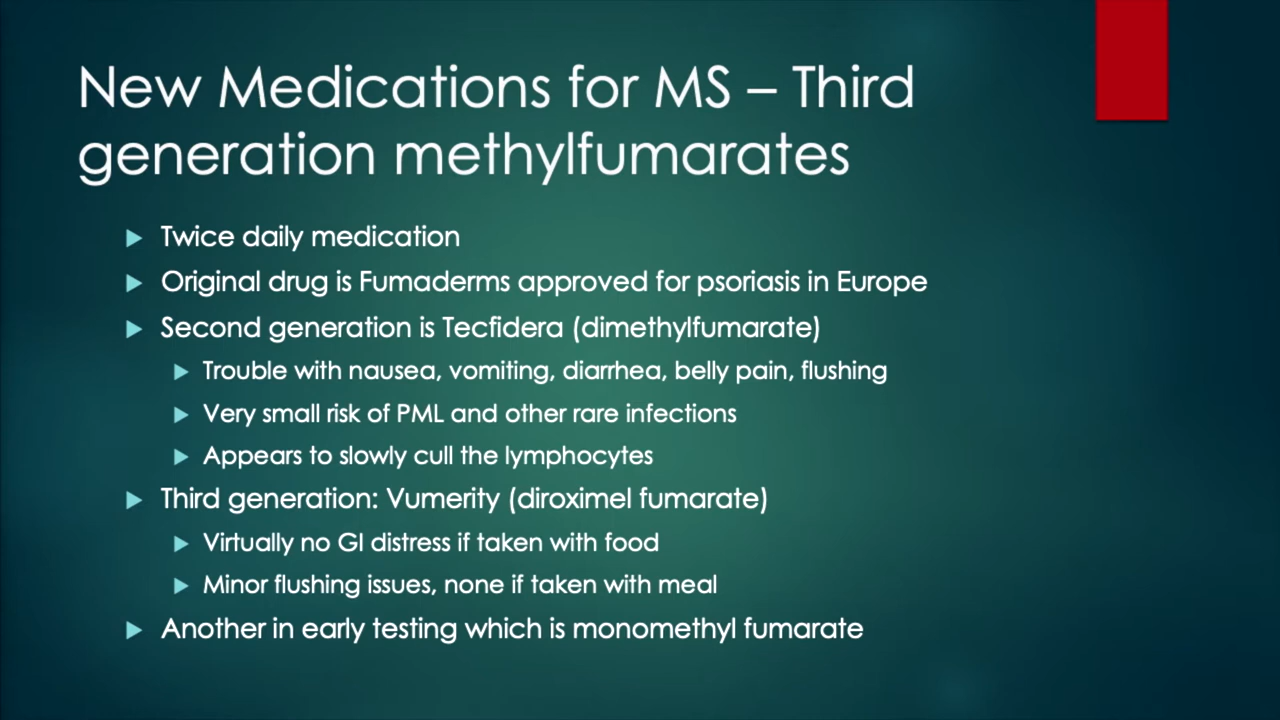 New Medications for MS – Third
generation methylfumarates
Twice daily medication
Original drug is Fumaderms approved for psoriasis in Europe
Second generation is Tecfidera (dimethylfumarate)
Trouble with nausea, vomiting, diarrhea, belly pain, flushing
Very small risk of PML and other rare infections
Appears to slowly cull the lymphocytes
Third generation: Vumerity (diroximel fumarate)
Virtually no GI distress if taken with food
Minor flushing issues, none if taken with meal
Another in early testing which is monomethyl fumarate